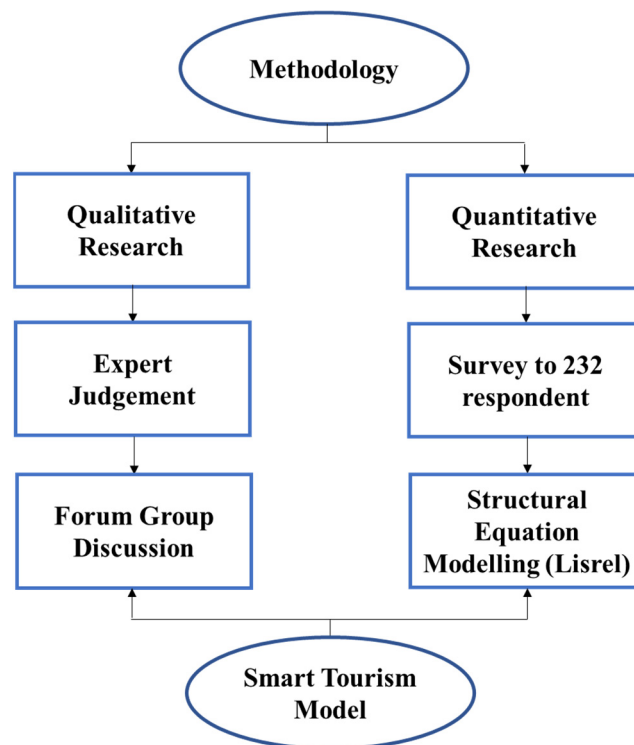 Methodology
Qualitative
Research
Quantitative
Research
Expert
Judgement
Survey to 232
respondent
Forum Group
Discussion
Structural
Equation
Modelling (Lisrel)
Smart Tourism
Model